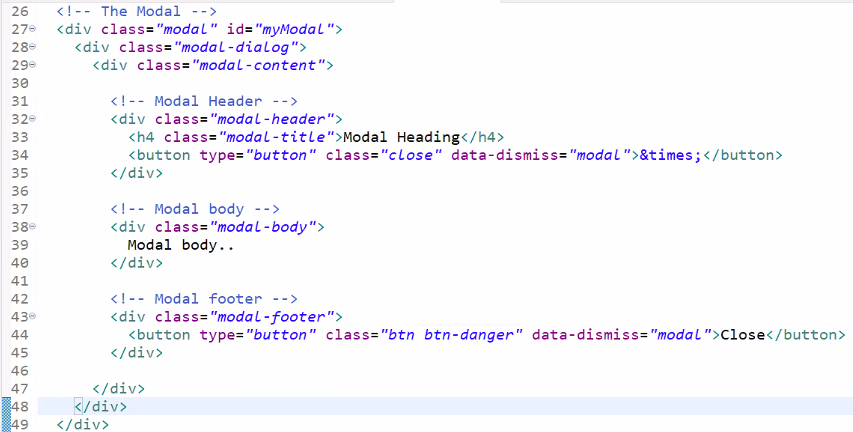 26 <!-- The Modal -->
27 <div class="modal" id="myModal">
28 <div class="modal-dialog">
29 <div class="modal-content">
30
31 <!-- Modal Header -->
32 <div class="modal-header">
33 <h4 class="modal-title">Modal Heading</h4>
34 <button type="button" class="close" data-dismiss="modal">&times;</button>
35 </div>
36
37 <!-- Modal body -->
38 <div class="modal-body">
39 Modal body..
40 </div>
41
42 <!-- Modal footer -->
43 <div class="modal-footer">
44 <button type="button" class="btn btn-danger" data-dismiss="modal">Close</button>
45 </div>
46
47 </div>
48 </div>
49 </div>